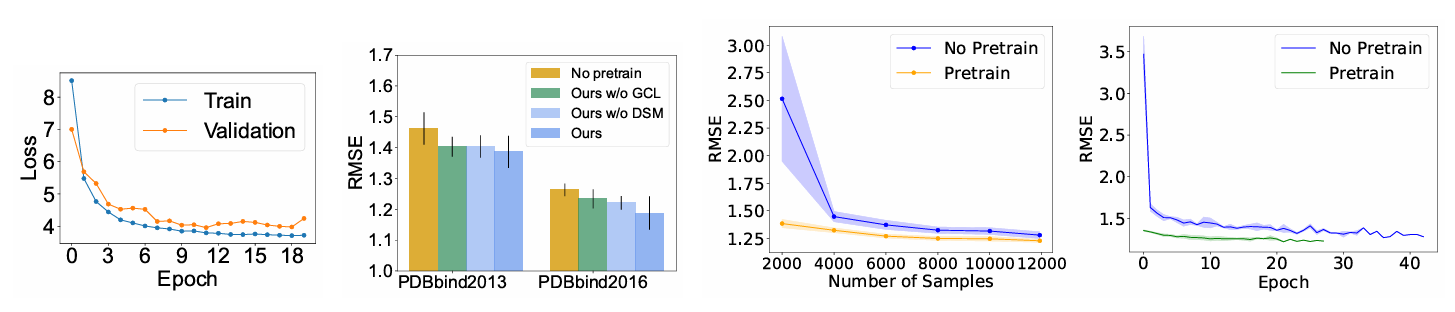 8
7
6
5
4
Loss
0 3 6 9 12 15 18
Epoch
Train
Validation
1.7
1.6
1.5
1.4
1.3
1.2
1.1
1.0
RMSE
PDBbind2013 PDBbind2016
No pretrain
Ours w/o GCL
Ours w/o DSM
Ours
3.00
2.75
2.50
2.25
2.00
1.75
1.50
1.25
RMSE
2000 4000 6000 8000 10000 12000
Number of Samples
No Pretrain
Pretrain
3.5
3.0
2.5
2.0
1.5
RMSE
0 10 20 30 40
Epoch
No Pretrain
Pretrain